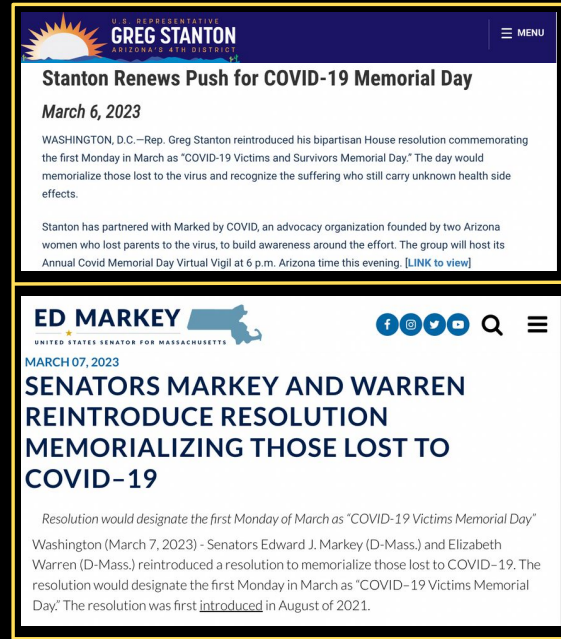 U.S. REPRESENTATIVE
GREG STANTON
ARIZONA'S 4TH DISTRICT
MENU
Stanton Renews Push for COVID-19 Memorial Day
March 6, 2023
WASHINGTON, D.C.—Rep. Greg Stanton reintroduced his bipartisan House resolution commemorating
the first Monday in March as “COVID-19 Victims and Survivors Memorial Day.” The day would
memorialize those lost to the virus and recognize the suffering who still carry unknown health side
effects.
Stanton has partnered with Marked by COVID, an advocacy organization founded by two Arizona
women who lost parents to the virus, to build awareness around the effort. The group will host its
Annual Covid Memorial Day Virtual Vigil at 6 p.m. Arizona time this evening. [LINK to view]
ED MARKEY
UNITED STATES SENATOR FOR MASSACHUSETTS
MARCH 07, 2023
SENATORS MARKEY AND WARREN
REINTRODUCE RESOLUTION
MEMORIALIZING THOSE LOST TO
COVID–19
Resolution would designate the first Monday of March as “COVID-19 Victims Memorial Day”
Washington (March 7, 2023) - Senators Edward J. Markey (D-Mass.) and Elizabeth
Warren (D-Mass.) reintroduced a resolution to memorialize those lost to COVID–19. The
resolution would designate the first Monday in March as “COVID–19 Victims Memorial
Day.” The resolution was first introduced in August of 2021.